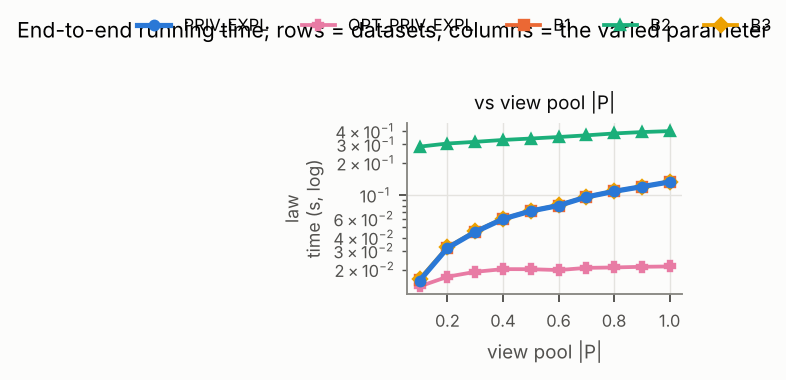 End-to-end running time; rows = datasets, columns = the varied parameter
PRIV_EXPL OPT_PRIV_EXPL B1 B2 B3
vs view pool |P|
4 × 10⁻¹
3 × 10⁻¹
2 × 10⁻¹
10⁻¹
6 × 10⁻²
4 × 10⁻²
3 × 10⁻²
2 × 10⁻²
law
time (s, log)
0.2 0.4 0.6 0.8 1.0
view pool |P|